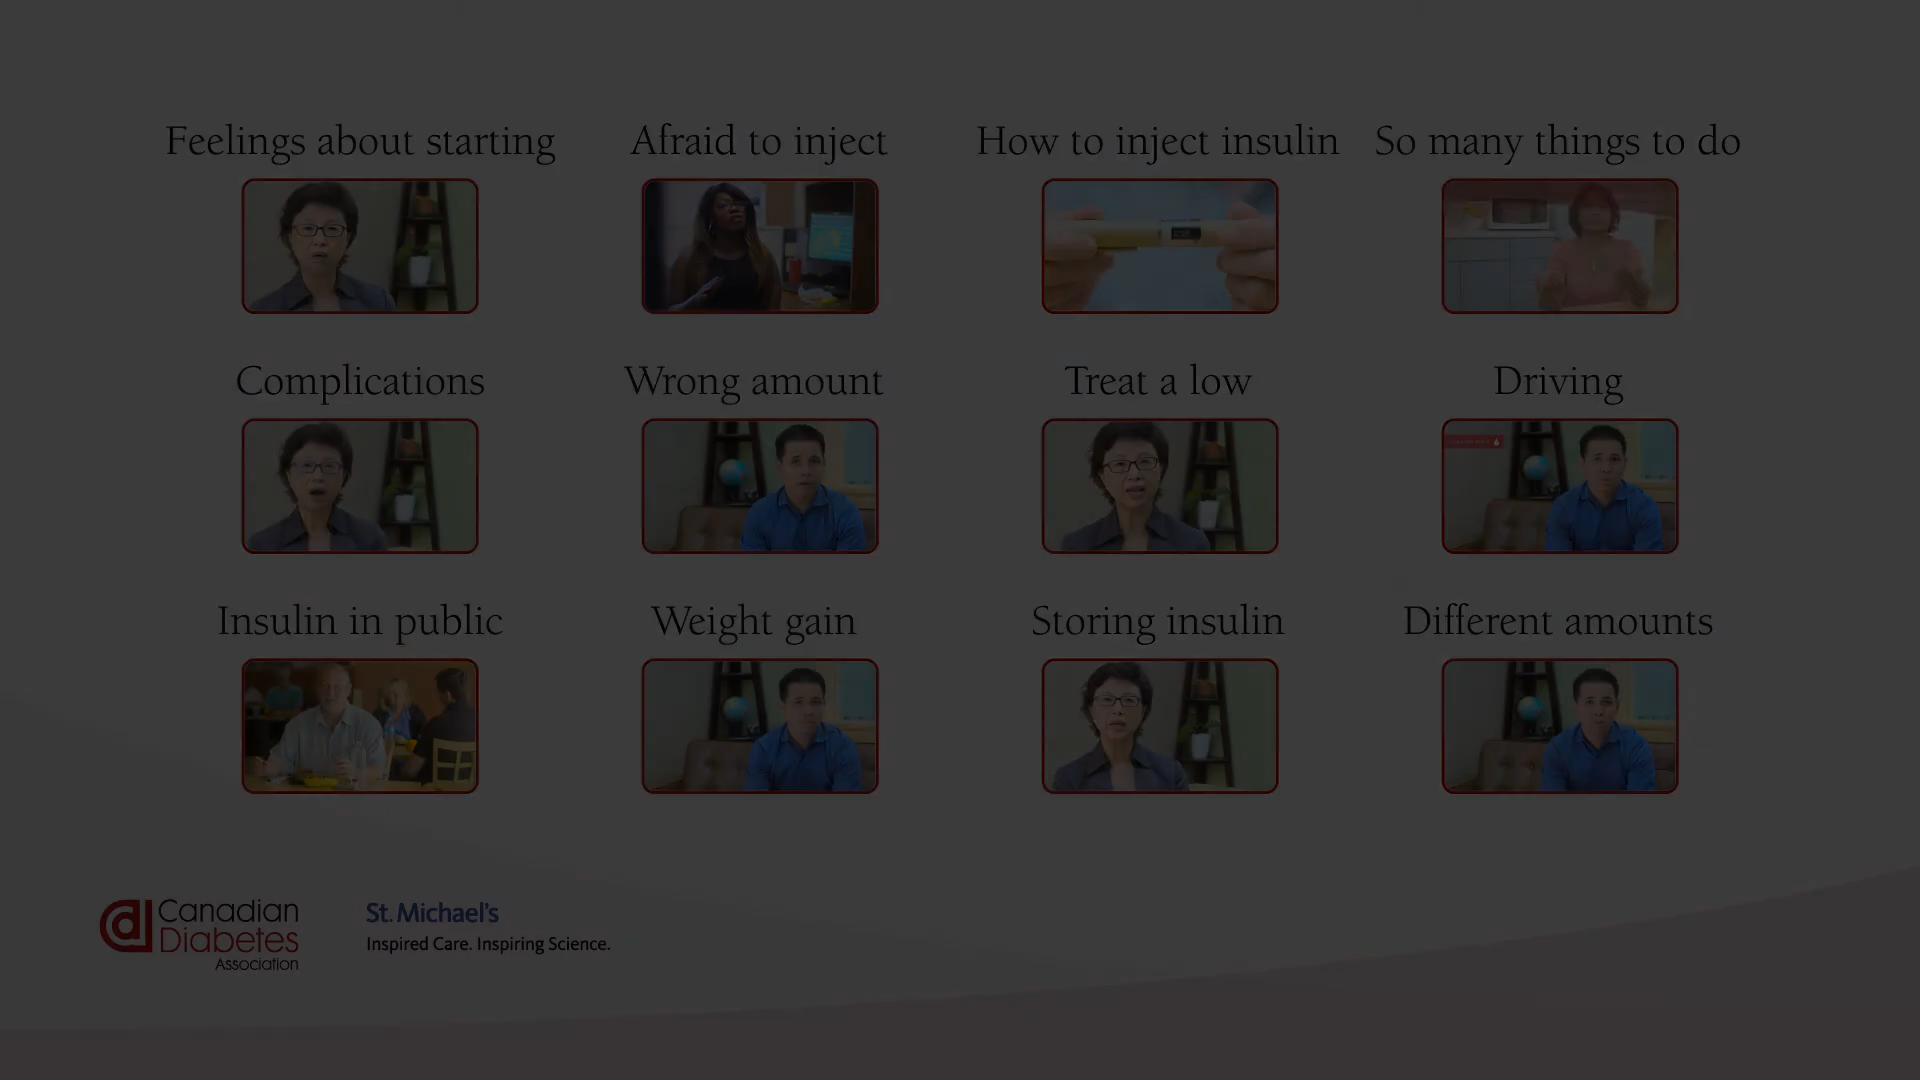 Feelings about starting
Afraid to inject
How to inject insulin
So many things to do
Complications
Wrong amount
Treat a low
Driving
Insulin in public
Weight gain
Storing insulin
Different amounts
Canadian
Diabetes
Association
St. Michael's
Inspired Care. Inspiring Science.